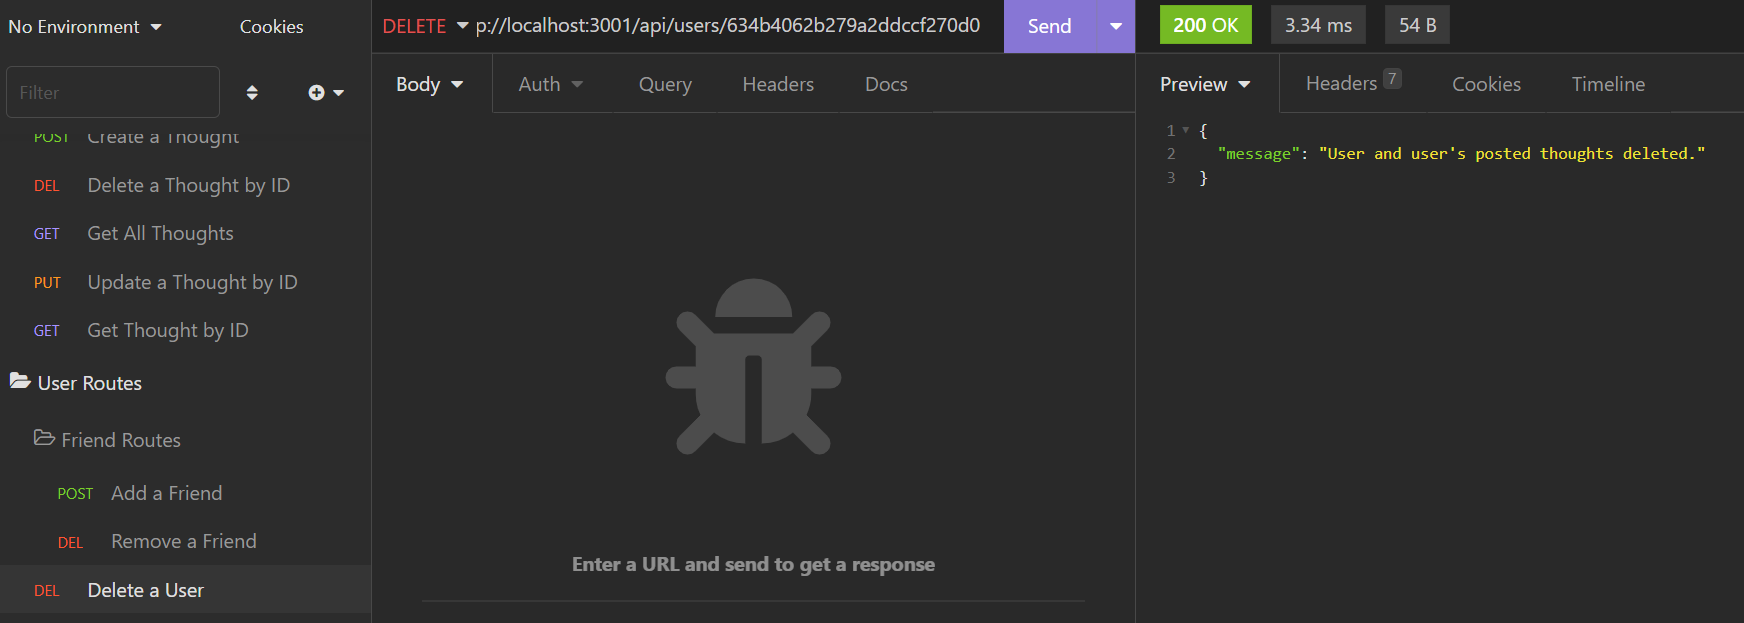 No Environment
Cookies
Filter
POST Create a Thought
DEL Delete a Thought by ID
GET Get All Thoughts
PUT Update a Thought by ID
GET Get Thought by ID
User Routes
Friend Routes
POST Add a Friend
DEL Remove a Friend
DEL Delete a User
DELETE p://localhost:3001/api/users/634b4062b279a2ddccf270d0 Send
Body Auth Query Headers Docs
Enter a URL and send to get a response
200 OK 3.34 ms 54 B
Preview Headers 7 Cookies Timeline
1 {
2 "message": "User and user's posted thoughts deleted."
3 }